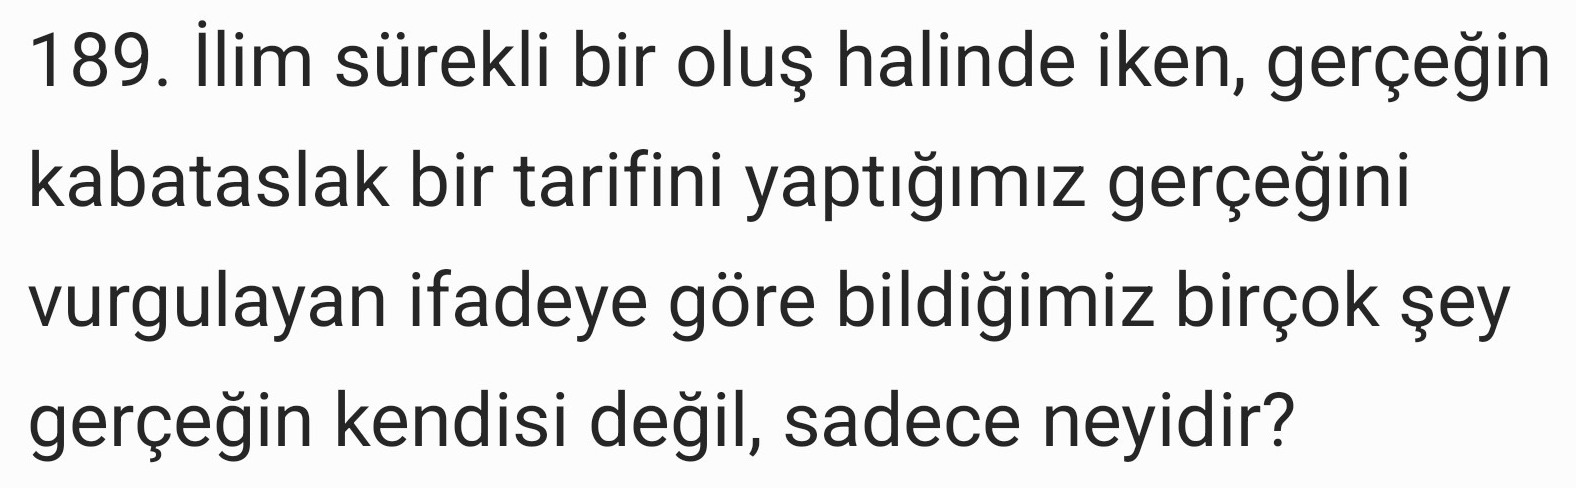 189. İlim sürekli bir oluş halinde iken, gerçeğin
kabataslak bir tarifini yaptığımız gerçeğini
vurgulayan ifadeye göre bildiğimiz birçok şey
gerçeğin kendisi değil, sadece neyidir?